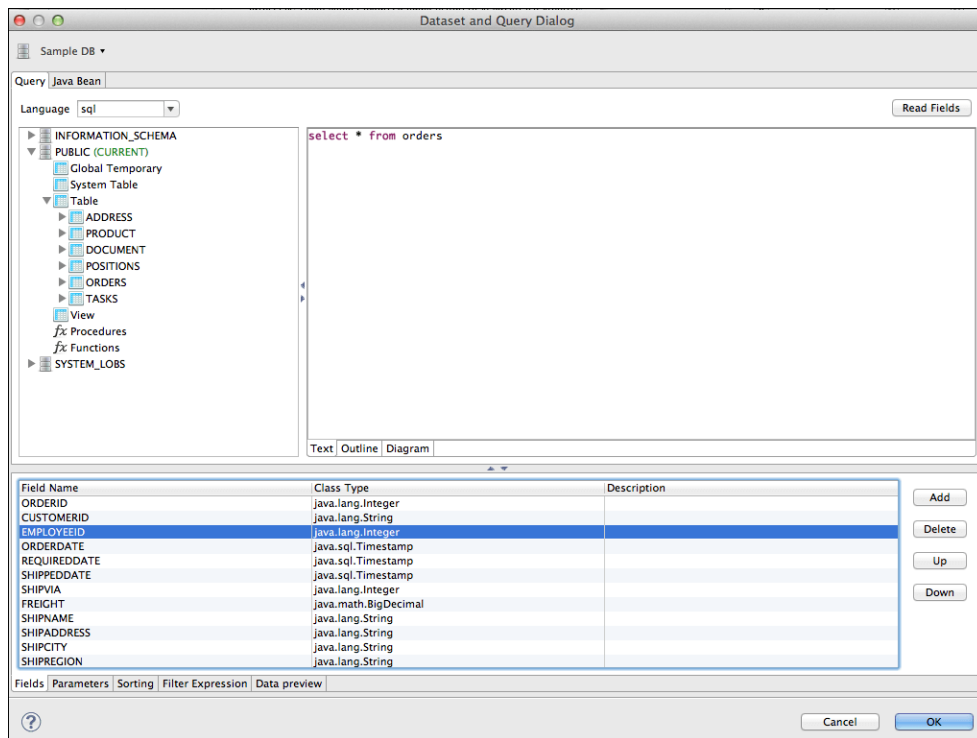 Dataset and Query Dialog
Sample DB
Query Java Bean
Language sql Read Fields
INFORMATION_SCHEMA
PUBLIC (CURRENT)
Global Temporary
System Table
Table
ADDRESS
PRODUCT
DOCUMENT
POSITIONS
ORDERS
TASKS
View
fx Procedures
fx Functions
SYSTEM_LOBS
select * from orders
Text Outline Diagram
Field Name Class Type Description
ORDERID java.lang.Integer
CUSTOMERID java.lang.String
EMPLOYEEID java.lang.Integer
ORDERDATE java.sql.Timestamp
REQUIREDDATE java.sql.Timestamp
SHIPPEDDATE java.sql.Timestamp
SHIPVIA java.lang.Integer
FREIGHT java.math.BigDecimal
SHIPNAME java.lang.String
SHIPADDRESS java.lang.String
SHIPCITY java.lang.String
SHIPREGION java.lang.String
Add
Delete
Up
Down
Fields Parameters Sorting Filter Expression Data preview
? Cancel OK